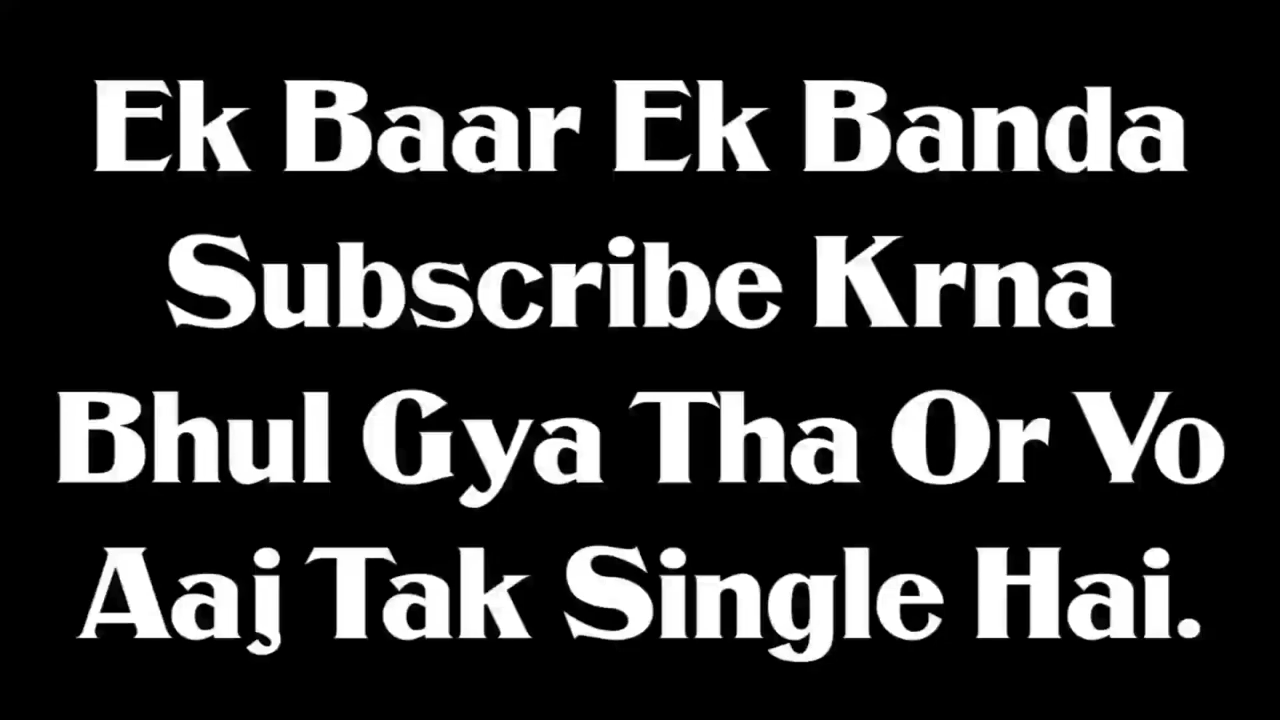 Ek Baar Ek Banda
Subscribe Krna
Bhul Gya Tha Or Vo
Aaj Tak Single Hai.